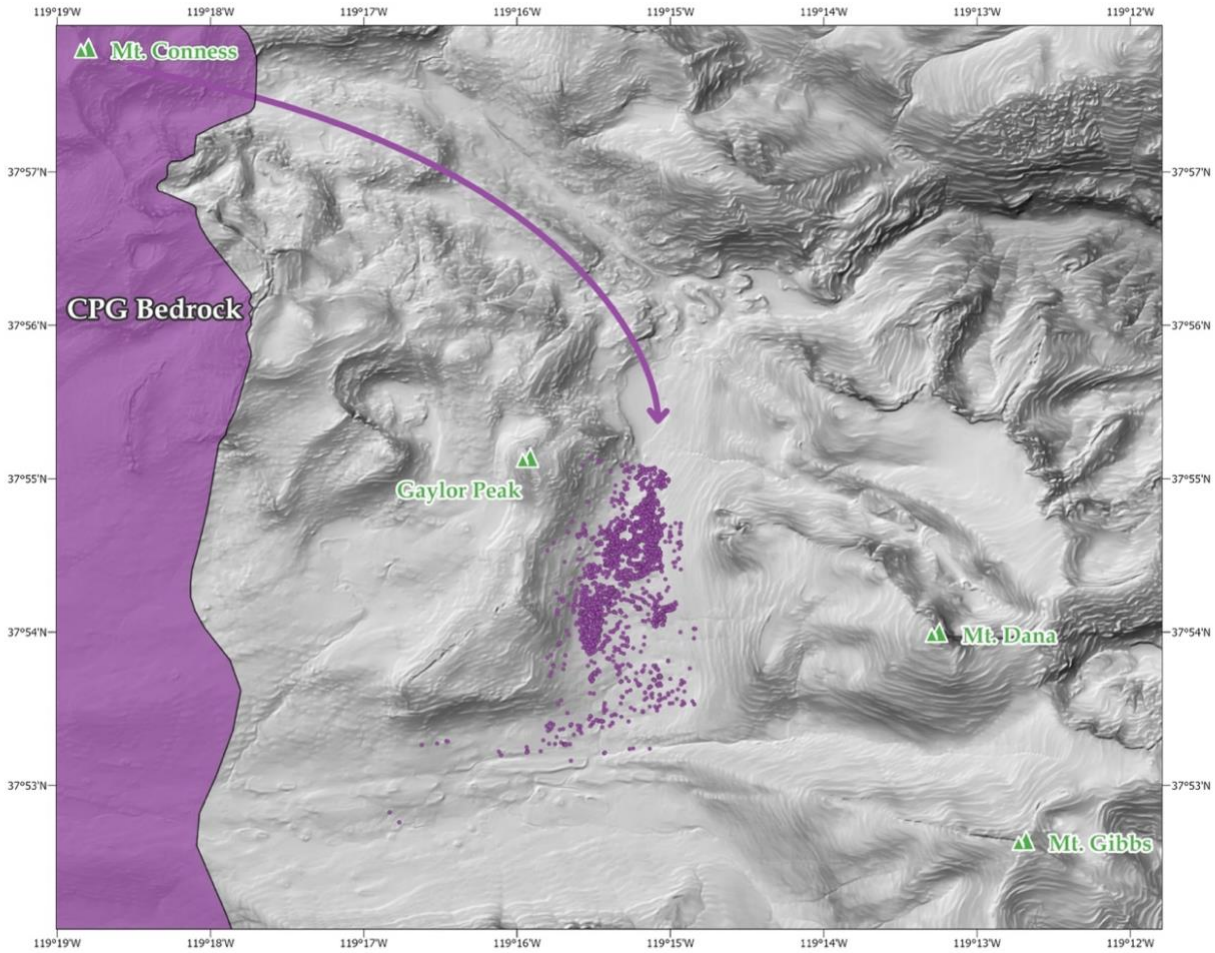 119°19'W 119°18'W 119°17'W 119°16'W 119°15'W 119°14'W 119°13'W 119°12'W
Mt. Conness
37°57'N 37°57'N
CPG Bedrock
37°56'N 37°56'N
37°55'N 37°55'N
Gaylor Peak
37°54'N Mt. Dana 37°54'N
37°53'N 37°53'N
Mt. Gibbs
119°19'W 119°18'W 119°17'W 119°16'W 119°15'W 119°14'W 119°13'W 119°12'W